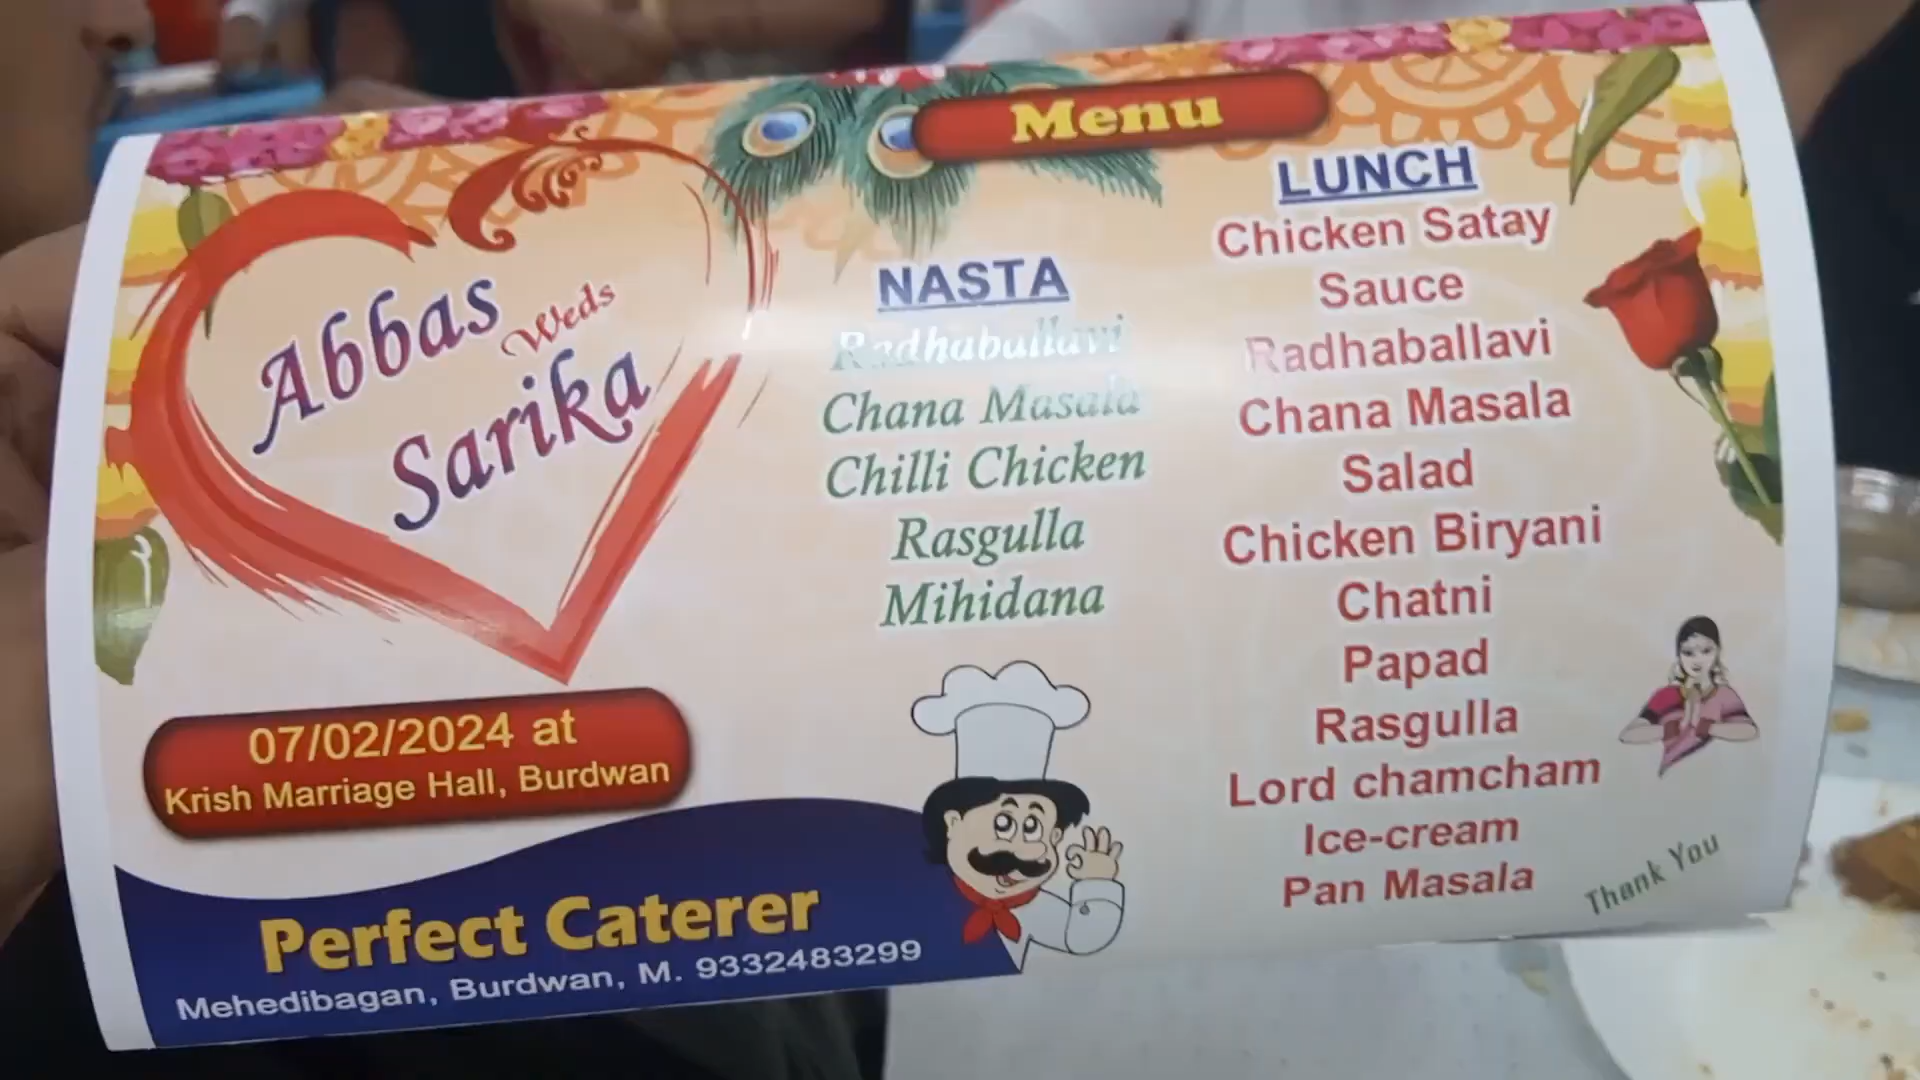 Menu
Abbas
Weds
Sarika
07/02/2024 at
Krish Marriage Hall, Burdwan
Perfect Caterer
Mehedibagan, Burdwan, M. 9332483299
NASTA
Radhaballavi
Chana Masala
Chilli Chicken
Rasgulla
Mihidana
LUNCH
Chicken Satay
Sauce
Radhaballavi
Chana Masala
Salad
Chicken Biryani
Chatni
Papad
Rasgulla
Lord chamcham
Ice-cream
Pan Masala
Thank You